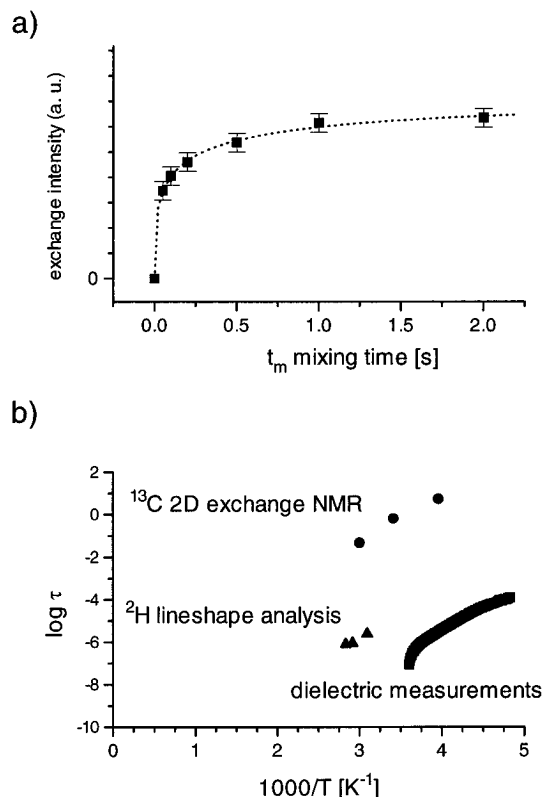 a)
exchange intensity (a. u.)
0
0.0 0.5 1.0 1.5 2.0
t_m mixing time [s]
b)
log τ
2
0
-2
-4
-6
-8
-10
¹³C 2D exchange NMR
²H lineshape analysis
dielectric measurements
0 1 2 3 4 5
1000/T [K⁻¹]